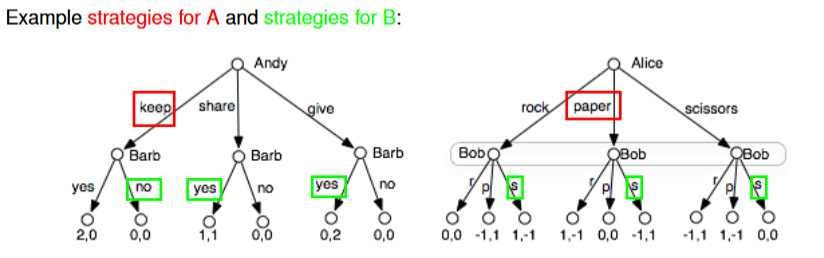 Example strategies for A and strategies for B:
Andy Alice
keep share give rock paper scissors
Barb Barb Barb Bob Bob Bob
yes no yes no yes no r p s r p s r p s
2,0 0,0 1,1 0,0 0,2 0,0 0,0 -1,1 1,-1 1,-1 0,0 -1,1 -1,1 1,-1 0,0